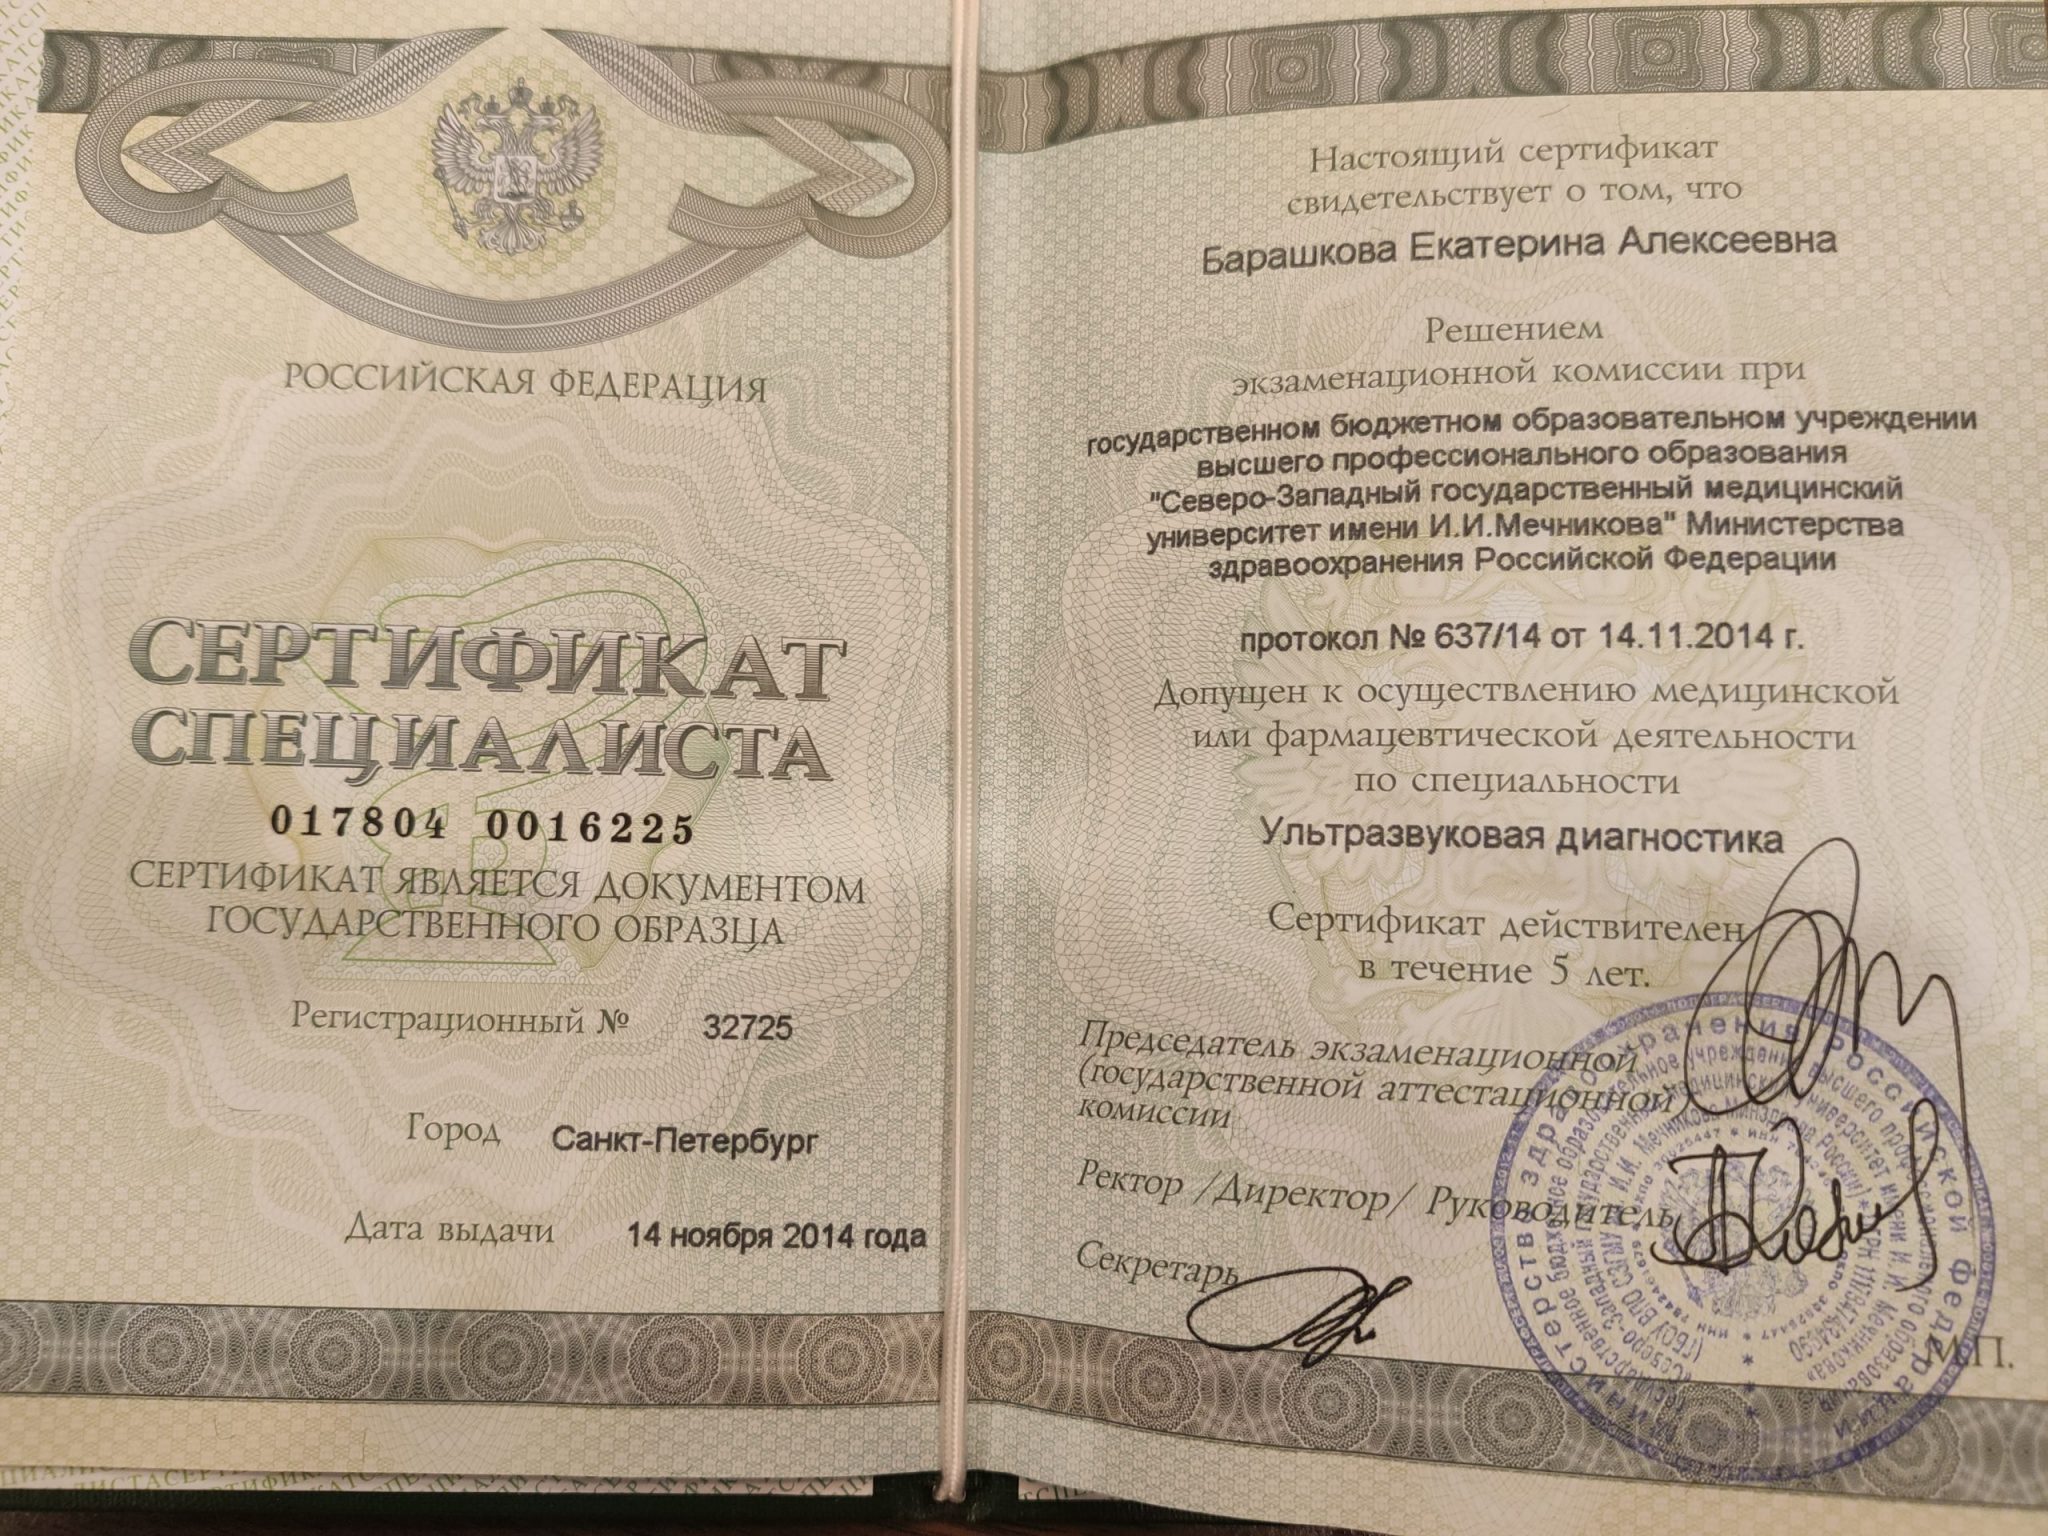 РОССИЙСКАЯ ФЕДЕРАЦИЯ
СЕРТИФИКАТ
СПЕЦИАЛИСТА
017804 0016225
СЕРТИФИКАТ ЯВЛЯЕТСЯ ДОКУМЕНТОМ
ГОСУДАРСТВЕННОГО ОБРАЗЦА
Регистрационный № 32725
Город Санкт-Петербург
Дата выдачи 14 ноября 2014 года
Настоящий сертификат
свидетельствует о том, что
Барашкова Екатерина Алексеевна
Решением
экзаменационной комиссии при
государственном бюджетном образовательном учреждении
высшего профессионального образования
"Северо-Западный государственный медицинский
университет имени И.И.Мечникова" Министерства
здравоохранения Российской Федерации
протокол № 637/14 от 14.11.2014 г.
Допущен к осуществлению медицинской
или фармацевтической деятельности
по специальности
Ультразвуковая диагностика
Сертификат действителен
в течение 5 лет.
Председатель экзаменационной
(государственной аттестационной)
комиссии
Ректор /Директор/ Руководитель
Секретарь
М.П.
Министерство здравоохранения Российской Федерации